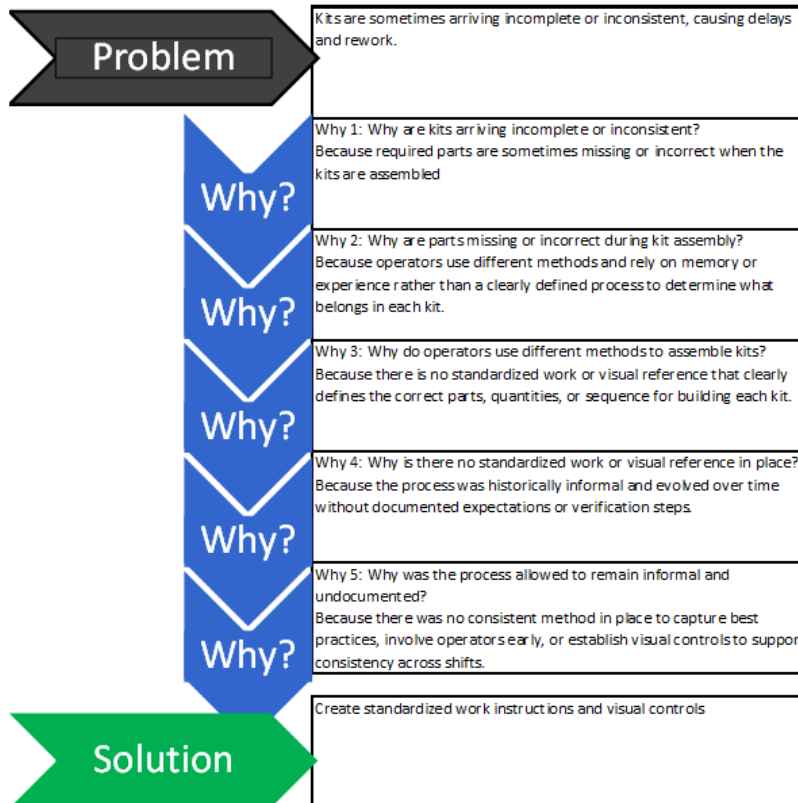 Problem
Kits are sometimes arriving incomplete or inconsistent, causing delays
and rework.
Why?
Why 1: Why are kits arriving incomplete or inconsistent?
Because required parts are sometimes missing or incorrect when the
kits are assembled
Why?
Why 2: Why are parts missing or incorrect during kit assembly?
Because operators use different methods and rely on memory or
experience rather than a clearly defined process to determine what
belongs in each kit.
Why?
Why 3: Why do operators use different methods to assemble kits?
Because there is no standardized work or visual reference that clearly
defines the correct parts, quantities, or sequence for building each kit.
Why?
Why 4: Why is there no standardized work or visual reference in place?
Because the process was historically informal and evolved over time
without documented expectations or verification steps.
Why?
Why 5: Why was the process allowed to remain informal and
undocumented?
Because there was no consistent method in place to capture best
practices, involve operators early, or establish visual controls to suppor
consistency across shifts.
Solution
Create standardized work instructions and visual controls